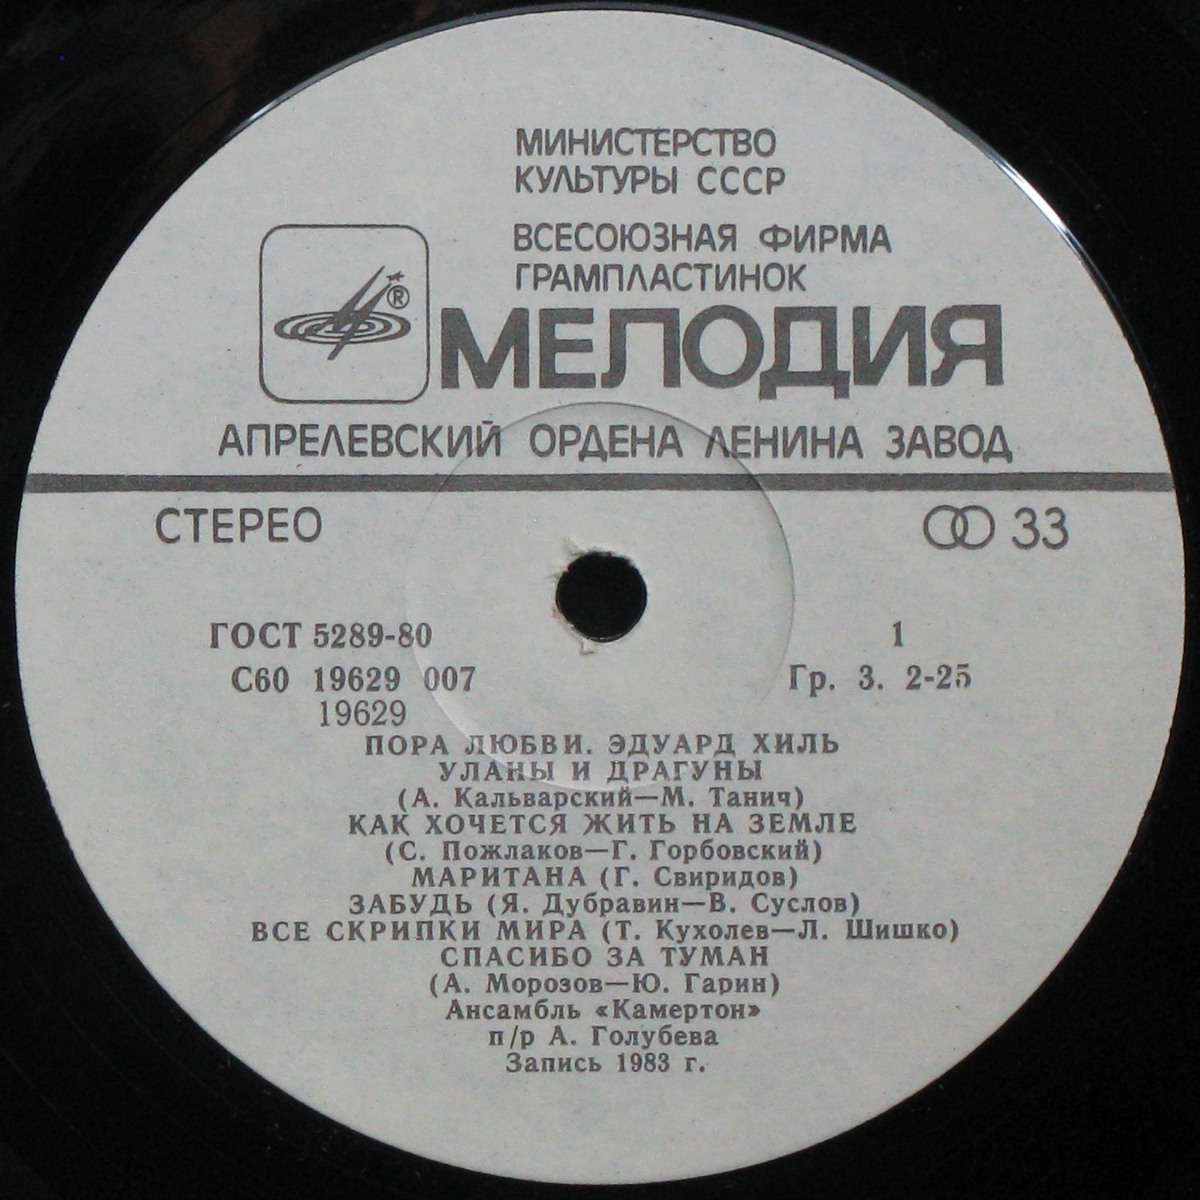 МИНИСТЕРСТВО
КУЛЬТУРЫ СССР
ВСЕСОЮЗНАЯ ФИРМА
ГРАМПЛАСТИНОК
®
МЕЛОДИЯ
АПРЕЛЕВСКИЙ ОРДЕНА ЛЕНИНА ЗАВОД
СТЕРЕО 33
ГОСТ 5289-80 1
С60 19629 007 Гр. 3. 2-25
19629
ПОРА ЛЮБВИ. ЭДУАРД ХИЛЬ
УЛАНЫ И ДРАГУНЫ
(А. Кальварский—М. Танич)
КАК ХОЧЕТСЯ ЖИТЬ НА ЗЕМЛЕ
(С. Пожлаков—Г. Горбовский)
МАРИТАНА (Г. Свиридов)
ЗАБУДЬ (Я. Дубравин—В. Суслов)
ВСЕ СКРИПКИ МИРА (Т. Кухолев—Л. Шишко)
СПАСИБО ЗА ТУМАН
(А. Морозов—Ю. Гарин)
Ансамбль «Камертон»
п/р А. Голубева
Запись 1983 г.